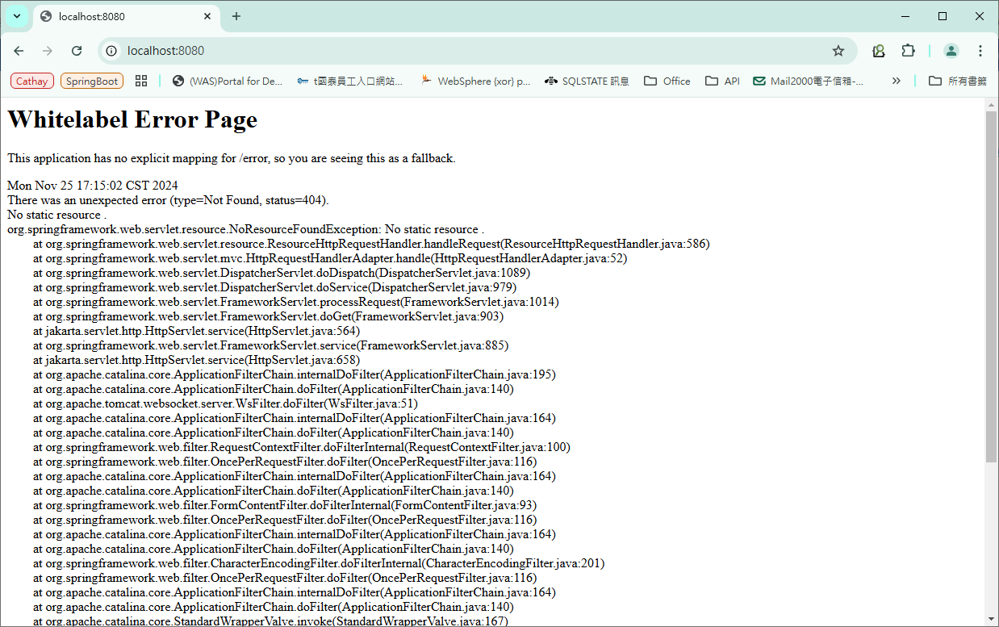 localhost:8080
localhost:8080
Cathay
SpringBoot
(WAS)Portal for De...
t國泰員工入口網站...
WebSphere {xor} p...
SQLSTATE 訊息
Office
API
Mail2000電子信箱-...
所有書籤
Whitelabel Error Page
This application has no explicit mapping for /error, so you are seeing this as a fallback.
Mon Nov 25 17:15:02 CST 2024
There was an unexpected error (type=Not Found, status=404).
No static resource .
org.springframework.web.servlet.resource.NoResourceFoundException: No static resource .
at org.springframework.web.servlet.resource.ResourceHttpRequestHandler.handleRequest(ResourceHttpRequestHandler.java:586)
at org.springframework.web.servlet.mvc.HttpRequestHandlerAdapter.handle(HttpRequestHandlerAdapter.java:52)
at org.springframework.web.servlet.DispatcherServlet.doDispatch(DispatcherServlet.java:1089)
at org.springframework.web.servlet.DispatcherServlet.doService(DispatcherServlet.java:979)
at org.springframework.web.servlet.FrameworkServlet.processRequest(FrameworkServlet.java:1014)
at org.springframework.web.servlet.FrameworkServlet.doGet(FrameworkServlet.java:903)
at jakarta.servlet.http.HttpServlet.service(HttpServlet.java:564)
at org.springframework.web.servlet.FrameworkServlet.service(FrameworkServlet.java:885)
at jakarta.servlet.http.HttpServlet.service(HttpServlet.java:658)
at org.apache.catalina.core.ApplicationFilterChain.internalDoFilter(ApplicationFilterChain.java:195)
at org.apache.catalina.core.ApplicationFilterChain.doFilter(ApplicationFilterChain.java:140)
at org.apache.tomcat.websocket.server.WsFilter.doFilter(WsFilter.java:51)
at org.apache.catalina.core.ApplicationFilterChain.internalDoFilter(ApplicationFilterChain.java:164)
at org.apache.catalina.core.ApplicationFilterChain.doFilter(ApplicationFilterChain.java:140)
at org.springframework.web.filter.RequestContextFilter.doFilterInternal(RequestContextFilter.java:100)
at org.springframework.web.filter.OncePerRequestFilter.doFilter(OncePerRequestFilter.java:116)
at org.apache.catalina.core.ApplicationFilterChain.internalDoFilter(ApplicationFilterChain.java:164)
at org.apache.catalina.core.ApplicationFilterChain.doFilter(ApplicationFilterChain.java:140)
at org.springframework.web.filter.FormContentFilter.doFilterInternal(FormContentFilter.java:93)
at org.springframework.web.filter.OncePerRequestFilter.doFilter(OncePerRequestFilter.java:116)
at org.apache.catalina.core.ApplicationFilterChain.internalDoFilter(ApplicationFilterChain.java:164)
at org.apache.catalina.core.ApplicationFilterChain.doFilter(ApplicationFilterChain.java:140)
at org.springframework.web.filter.CharacterEncodingFilter.doFilterInternal(CharacterEncodingFilter.java:201)
at org.springframework.web.filter.OncePerRequestFilter.doFilter(OncePerRequestFilter.java:116)
at org.apache.catalina.core.ApplicationFilterChain.internalDoFilter(ApplicationFilterChain.java:164)
at org.apache.catalina.core.ApplicationFilterChain.doFilter(ApplicationFilterChain.java:140)
at org.apache.catalina.core.StandardWrapperValve.invoke(StandardWrapperValve.java:167)